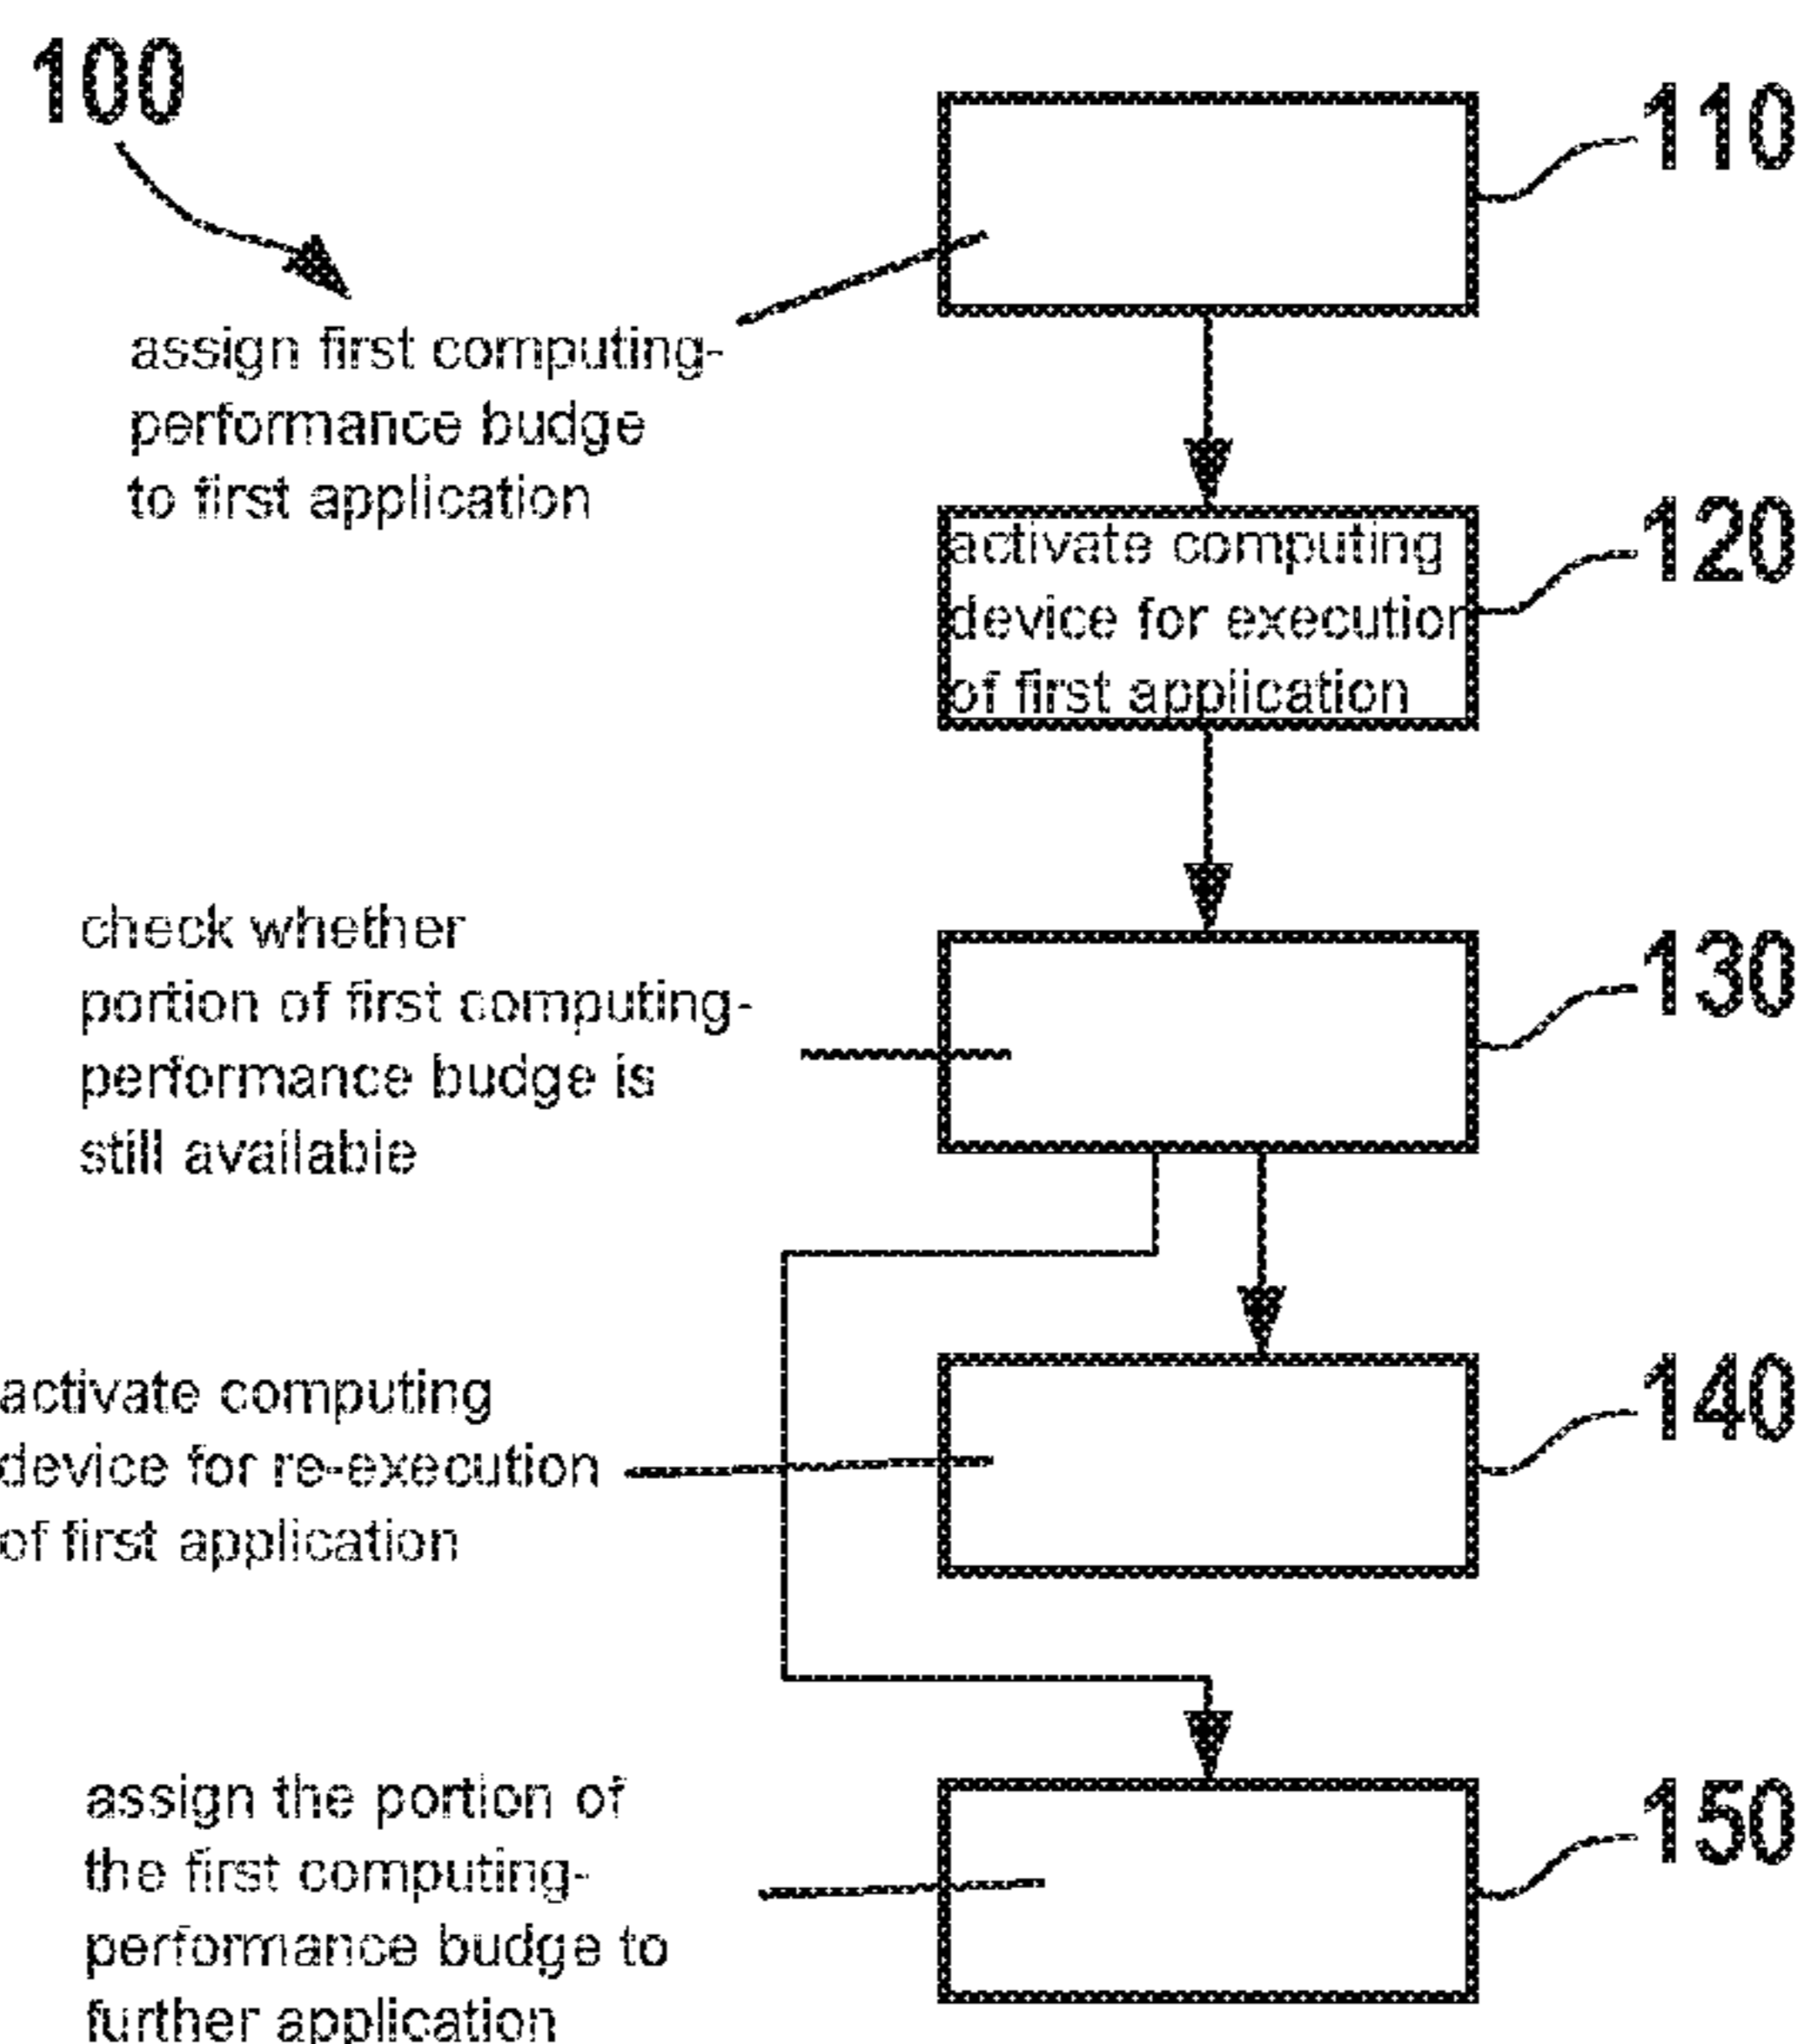 100
110
assign first computing-
performance budge
to first application
120
activate computing
device for execution
of first application
130
check whether
portion of first computing-
performance budge is
still available
140
activate computing
device for re-execution
of first application
150
assign the portion of
the first computing-
performance budge to
further application